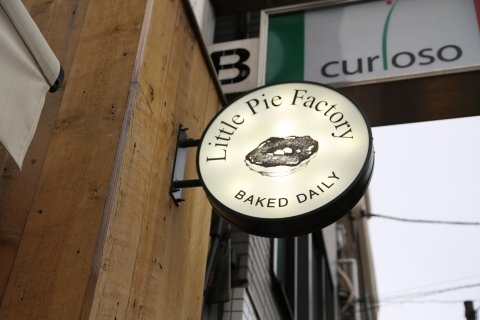 curioso
B
Little Pie Factory
BAKED DAILY